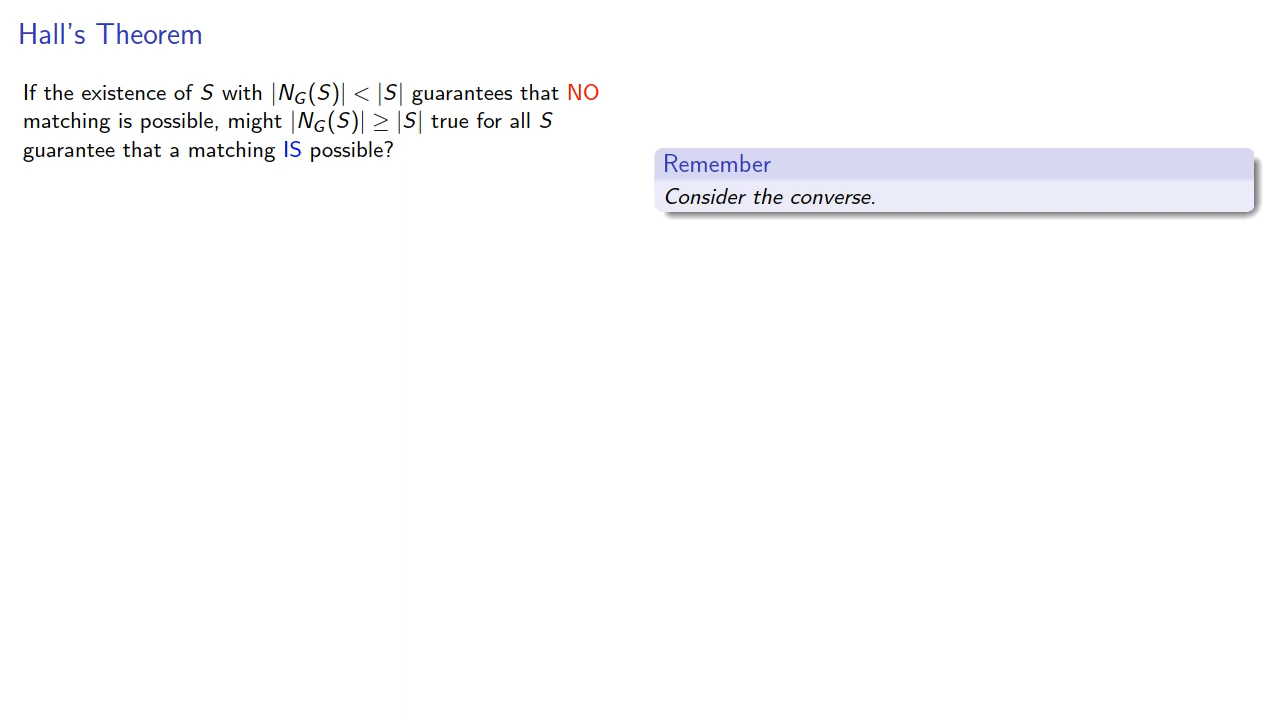 Hall's Theorem
If the existence of S with |N_G(S)| < |S| guarantees that NO
matching is possible, might |N_G(S)| ≥ |S| true for all S
guarantee that a matching IS possible?
Remember
Consider the converse.